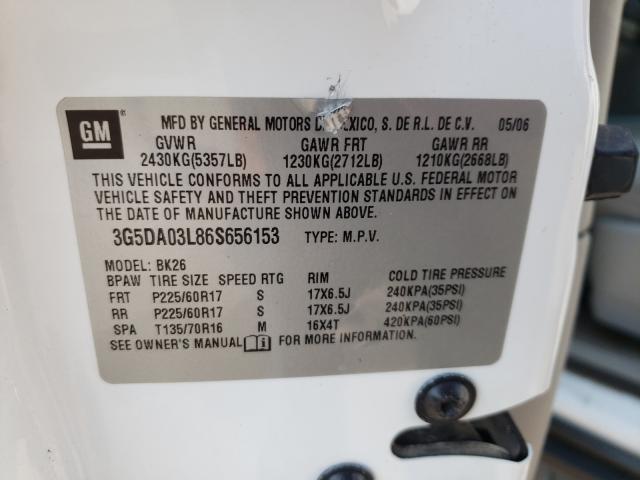 GM ®
MFD BY GENERAL MOTORS DE MEXICO, S. DE R.L. DE C.V. 05/06
GVWR GAWR FRT GAWR RR
2430KG(5357LB) 1230KG(2712LB) 1210KG(2668LB)
THIS VEHICLE CONFORMS TO ALL APPLICABLE U.S. FEDERAL MOTOR
VEHICLE SAFETY AND THEFT PREVENTION STANDARDS IN EFFECT ON
THE DATE OF MANUFACTURE SHOWN ABOVE.
3G5DA03L86S656153 TYPE: M.P.V.
MODEL: BK26
BPAW TIRE SIZE SPEED RTG RIM COLD TIRE PRESSURE
FRT P225/60R17 S 17X6.5J 240KPA(35PSI)
RR P225/60R17 S 17X6.5J 240KPA(35PSI)
SPA T135/70R16 M 16X4T 420KPA(60PSI)
SEE OWNER'S MANUAL FOR MORE INFORMATION.